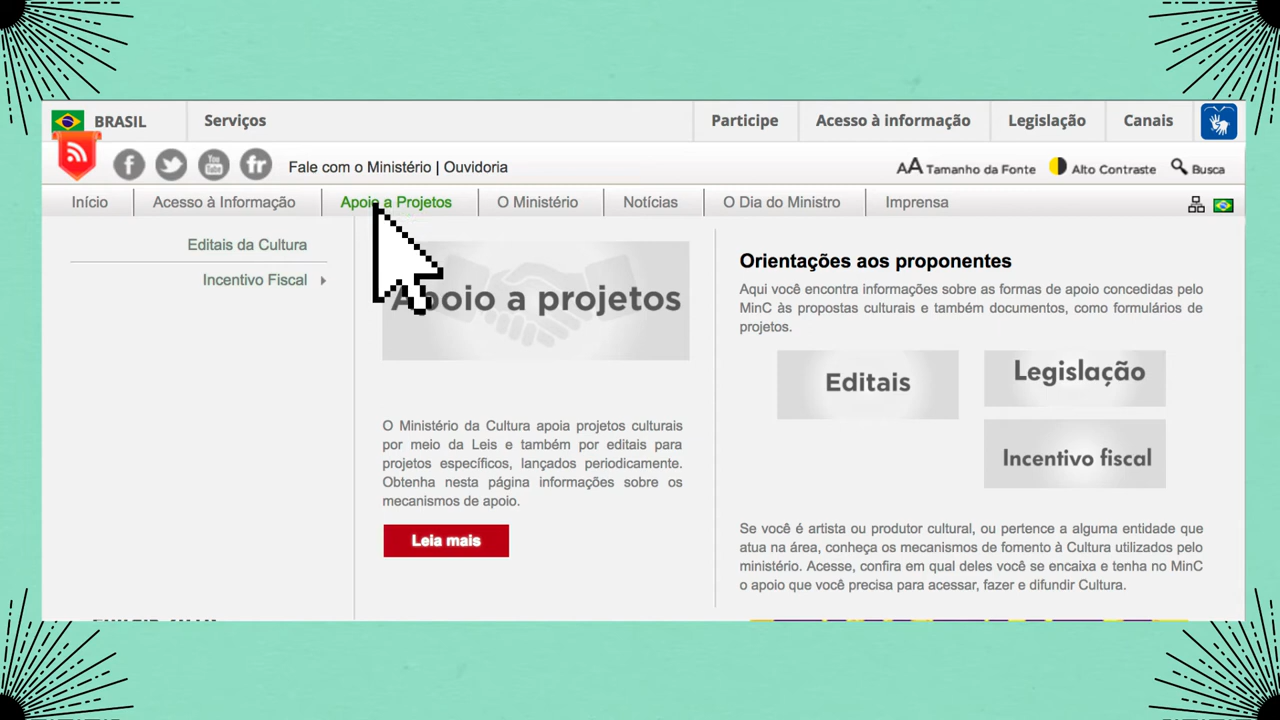 BRASIL
Serviços
Participe
Acesso à informação
Legislação
Canais
Fale com o Ministério | Ouvidoria
AA Tamanho da Fonte
Alto Contraste
Busca
Início
Acesso à Informação
Apoio a Projetos
O Ministério
Notícias
O Dia do Ministro
Imprensa
Editais da Cultura
Incentivo Fiscal
Apoio a projetos
O Ministério da Cultura apoia projetos culturais
por meio da Leis e também por editais para
projetos específicos, lançados periodicamente.
Obtenha nesta página informações sobre os
mecanismos de apoio.
Leia mais
Orientações aos proponentes
Aqui você encontra informações sobre as formas de apoio concedidas pelo
MinC às propostas culturais e também documentos, como formulários de
projetos.
Editais
Legislação
Incentivo fiscal
Se você é artista ou produtor cultural, ou pertence a alguma entidade que
atua na área, conheça os mecanismos de fomento à Cultura utilizados pelo
ministério. Acesse, confira em qual deles você se encaixa e tenha no MinC
o apoio que você precisa para acessar, fazer e difundir Cultura.